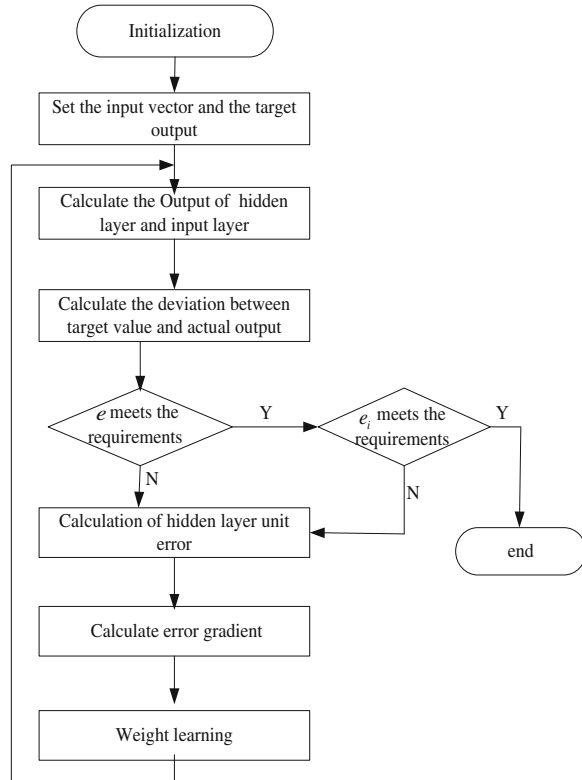 Initialization
Set the input vector and the target
output
Calculate the Output of hidden
layer and input layer
Calculate the deviation between
target value and actual output
e meets the
requirements
Y
e_i meets the
requirements
Y
N
N
Calculation of hidden layer unit
error
end
Calculate error gradient
Weight learning